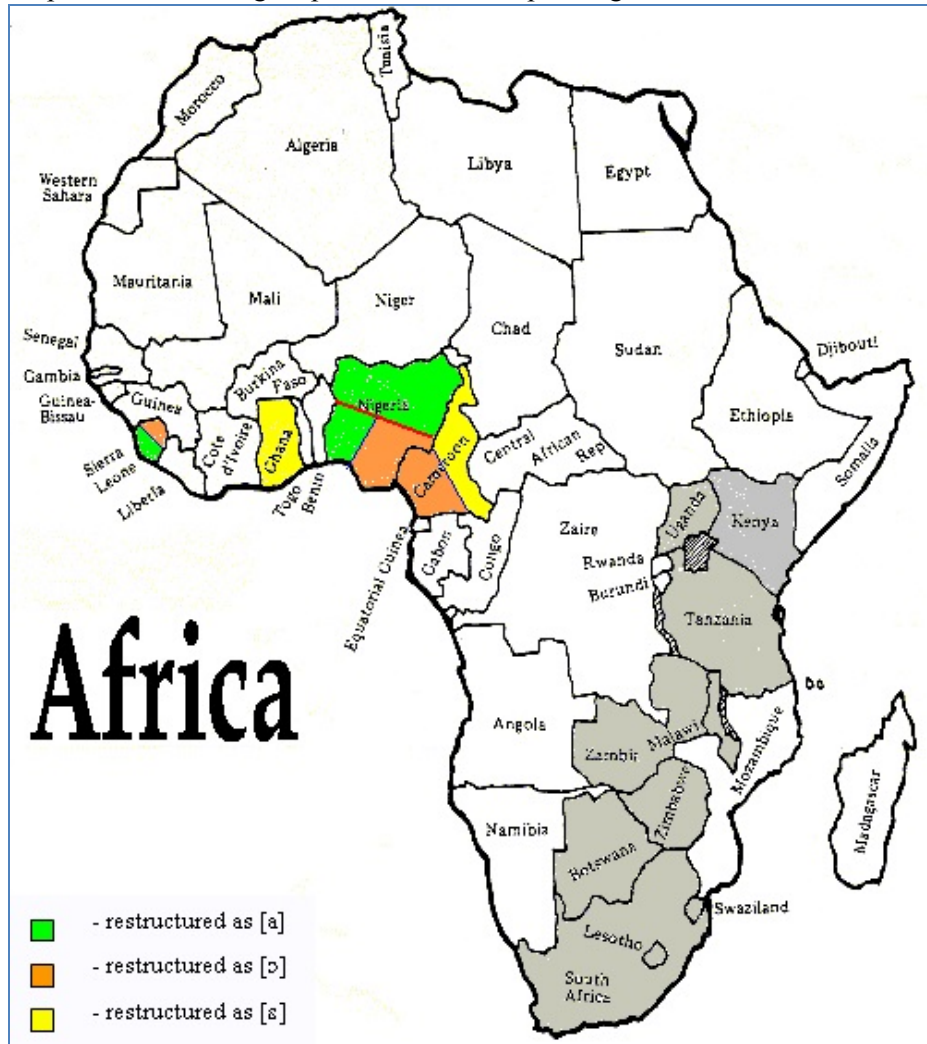 Tunisia
Morocco
Algeria
Libya
Egypt
Western
Sahara
Mauritania
Mali
Niger
Chad
Sudan
Djibouti
Senegal
Gambia
Guinea-
Bissau
Guinea
Burkina
Faso
Nigeria
Ethiopia
Somalia
Sierra
Leone
Liberia
Cote
d'Ivoire
Ghana
Togo
Benin
Cameroon
Central
African
Rep
Equatorial Guinea
Gabon
Congo
Zaire
Uganda
Kenya
Rwanda
Burundi
Tanzania
Africa
Angola
Zambia
Malawi
Mozambique
Zimbabwe
Madagascar
Namibia
Botswana
Swaziland
Lesotho
South
Africa
- restructured as [a]
- restructured as [ɔ]
- restructured as [ɛ]